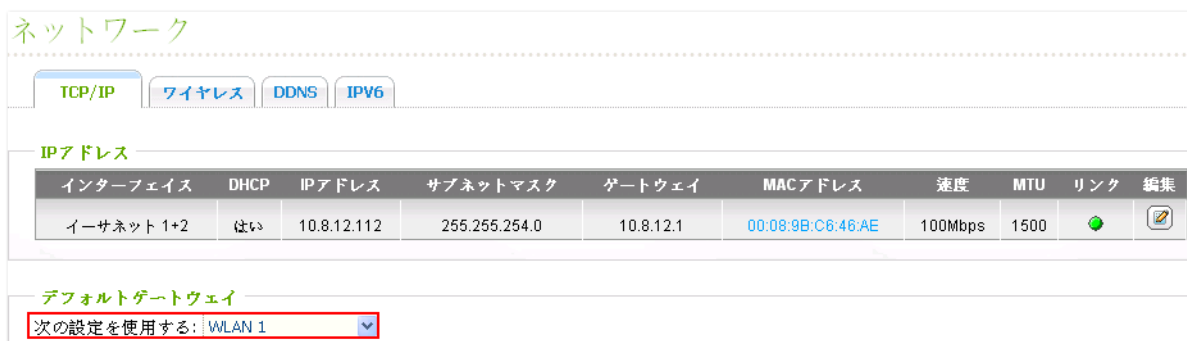 ネットワーク
TCP/IP ワイヤレス DDNS IPV6
IPアドレス
インターフェイス DHCP IPアドレス サブネットマスク ゲートウェイ MACアドレス 速度 MTU リンク 編集
イーサネット 1+2 はい 10.8.12.112 255.255.254.0 10.8.12.1 00:08:9B:C6:46:AE 100Mbps 1500
デフォルトゲートウェイ
次の設定を使用する: WLAN 1